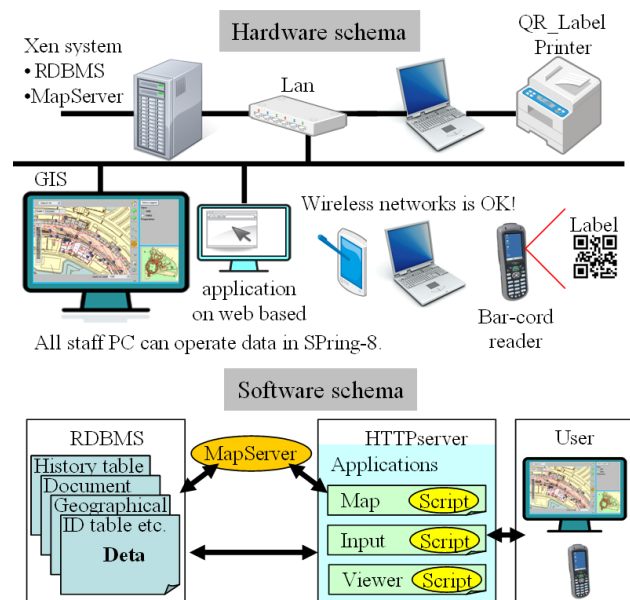 Hardware schema
Xen system
• RDBMS
•MapServer
Lan
QR_Label
Printer
GIS
Wireless networks is OK!
Label
application
on web based
Bar-cord
reader
All staff PC can operate data in SPring-8.
Software schema
RDBMS
History table
Document
Geographical
ID table etc.
Deta
MapServer
HTTPserver
Applications
Map Script
Input Script
Viewer Script
User